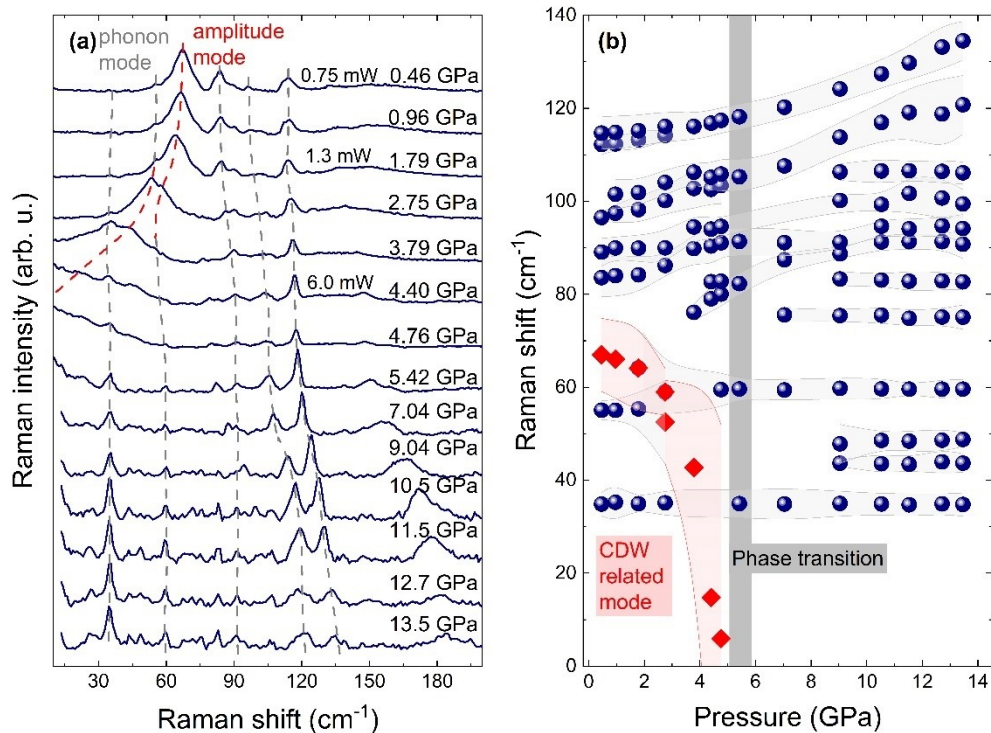 (a)
phonon mode
amplitude mode
0.75 mW 0.46 GPa
0.96 GPa
1.3 mW 1.79 GPa
2.75 GPa
3.79 GPa
6.0 mW 4.40 GPa
4.76 GPa
5.42 GPa
7.04 GPa
9.04 GPa
10.5 GPa
11.5 GPa
12.7 GPa
13.5 GPa
Raman intensity (arb. u.)
30 60 90 120 150 180
Raman shift (cm⁻¹)
(b)
Raman shift (cm⁻¹)
120
100
80
60
40
20
0
CDW
related
mode
Phase transition
0 2 4 6 8 10 12 14
Pressure (GPa)